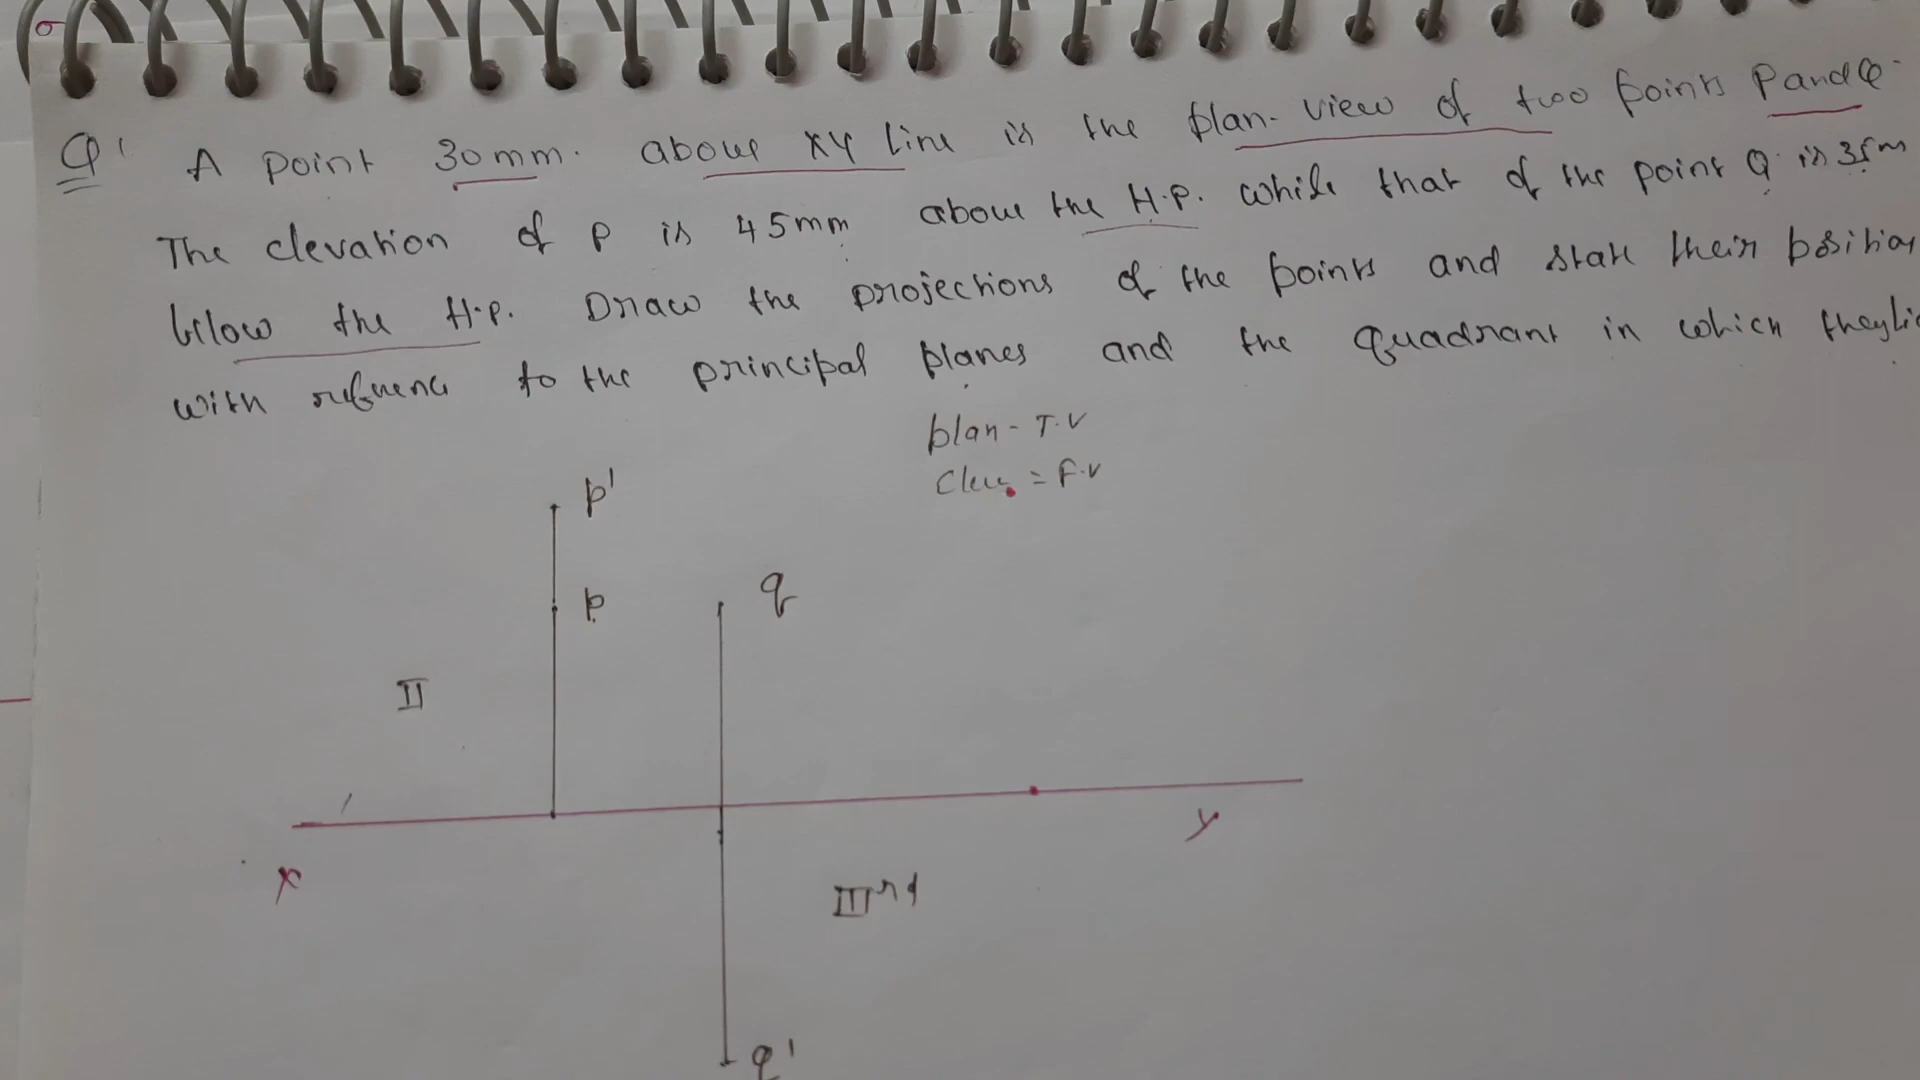 Q' A point 30mm. above XY line is the plan-view of two points P and Q.
The elevation of P is 45mm above the H.P. while that of the point Q is 35m
below the H.P. Draw the projections of the points and state their position
with reference to the principal planes and the quadrant in which they lie
plan - T.V
Elev. = F.V
p'
p
q
II
x
y
IIIrd
q'